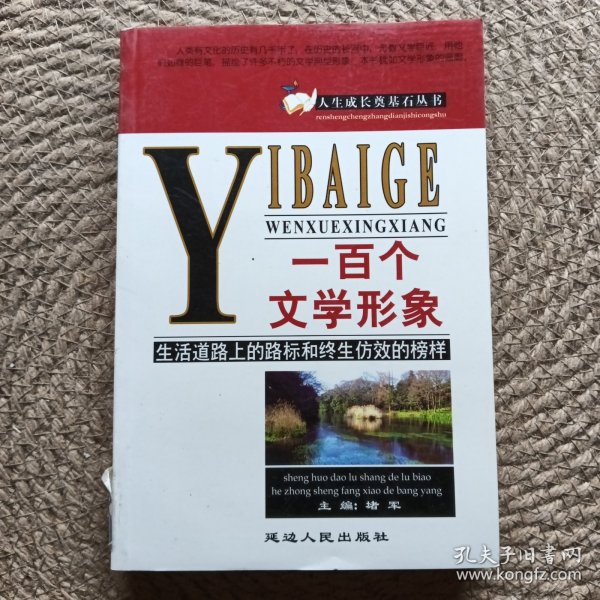 人类有文化的历史有几千年了，在历史的长河中，无数文学巨匠，用他
们如椽的巨笔，描绘了许多不朽的文学典型形象，本书就如文学形象的画廊。
人生成长奠基石丛书
renshengchengzhangdianjishicongshu
YIBAIGE
WENXUEXINGXIANG
一百个
文学形象
生活道路上的路标和终生仿效的榜样
sheng huo dao lu shang de lu biao
he zhong sheng fang xiao de bang yang
主编：堵军
延边人民出版社
孔夫子旧书网
www.kongfz.com